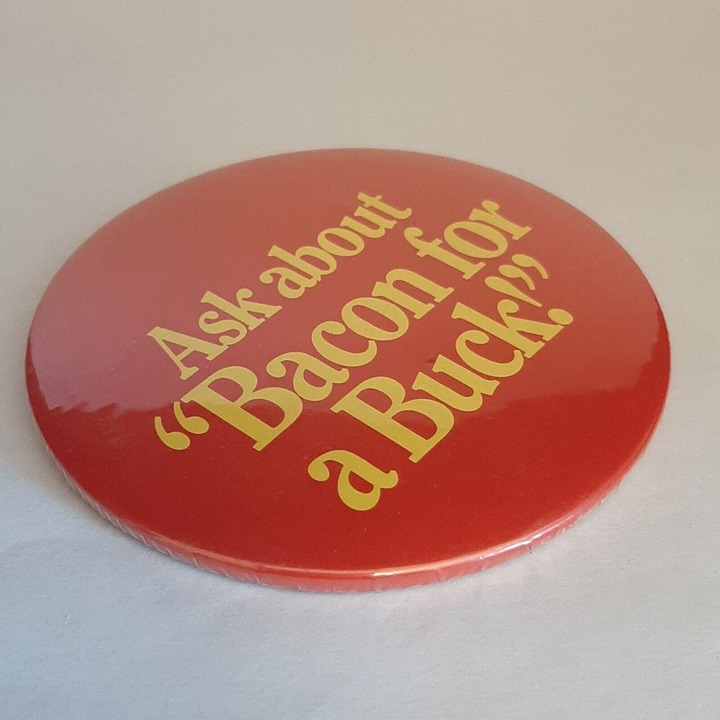 Ask about
“Bacon for
a Buck!”